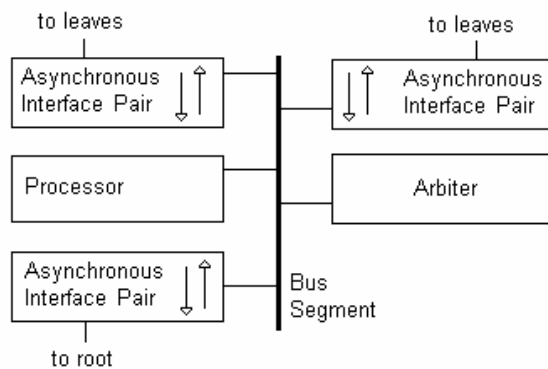 to leaves
Asynchronous
Interface Pair
Processor
Asynchronous
Interface Pair
to root
to leaves
Asynchronous
Interface Pair
Arbiter
Bus
Segment